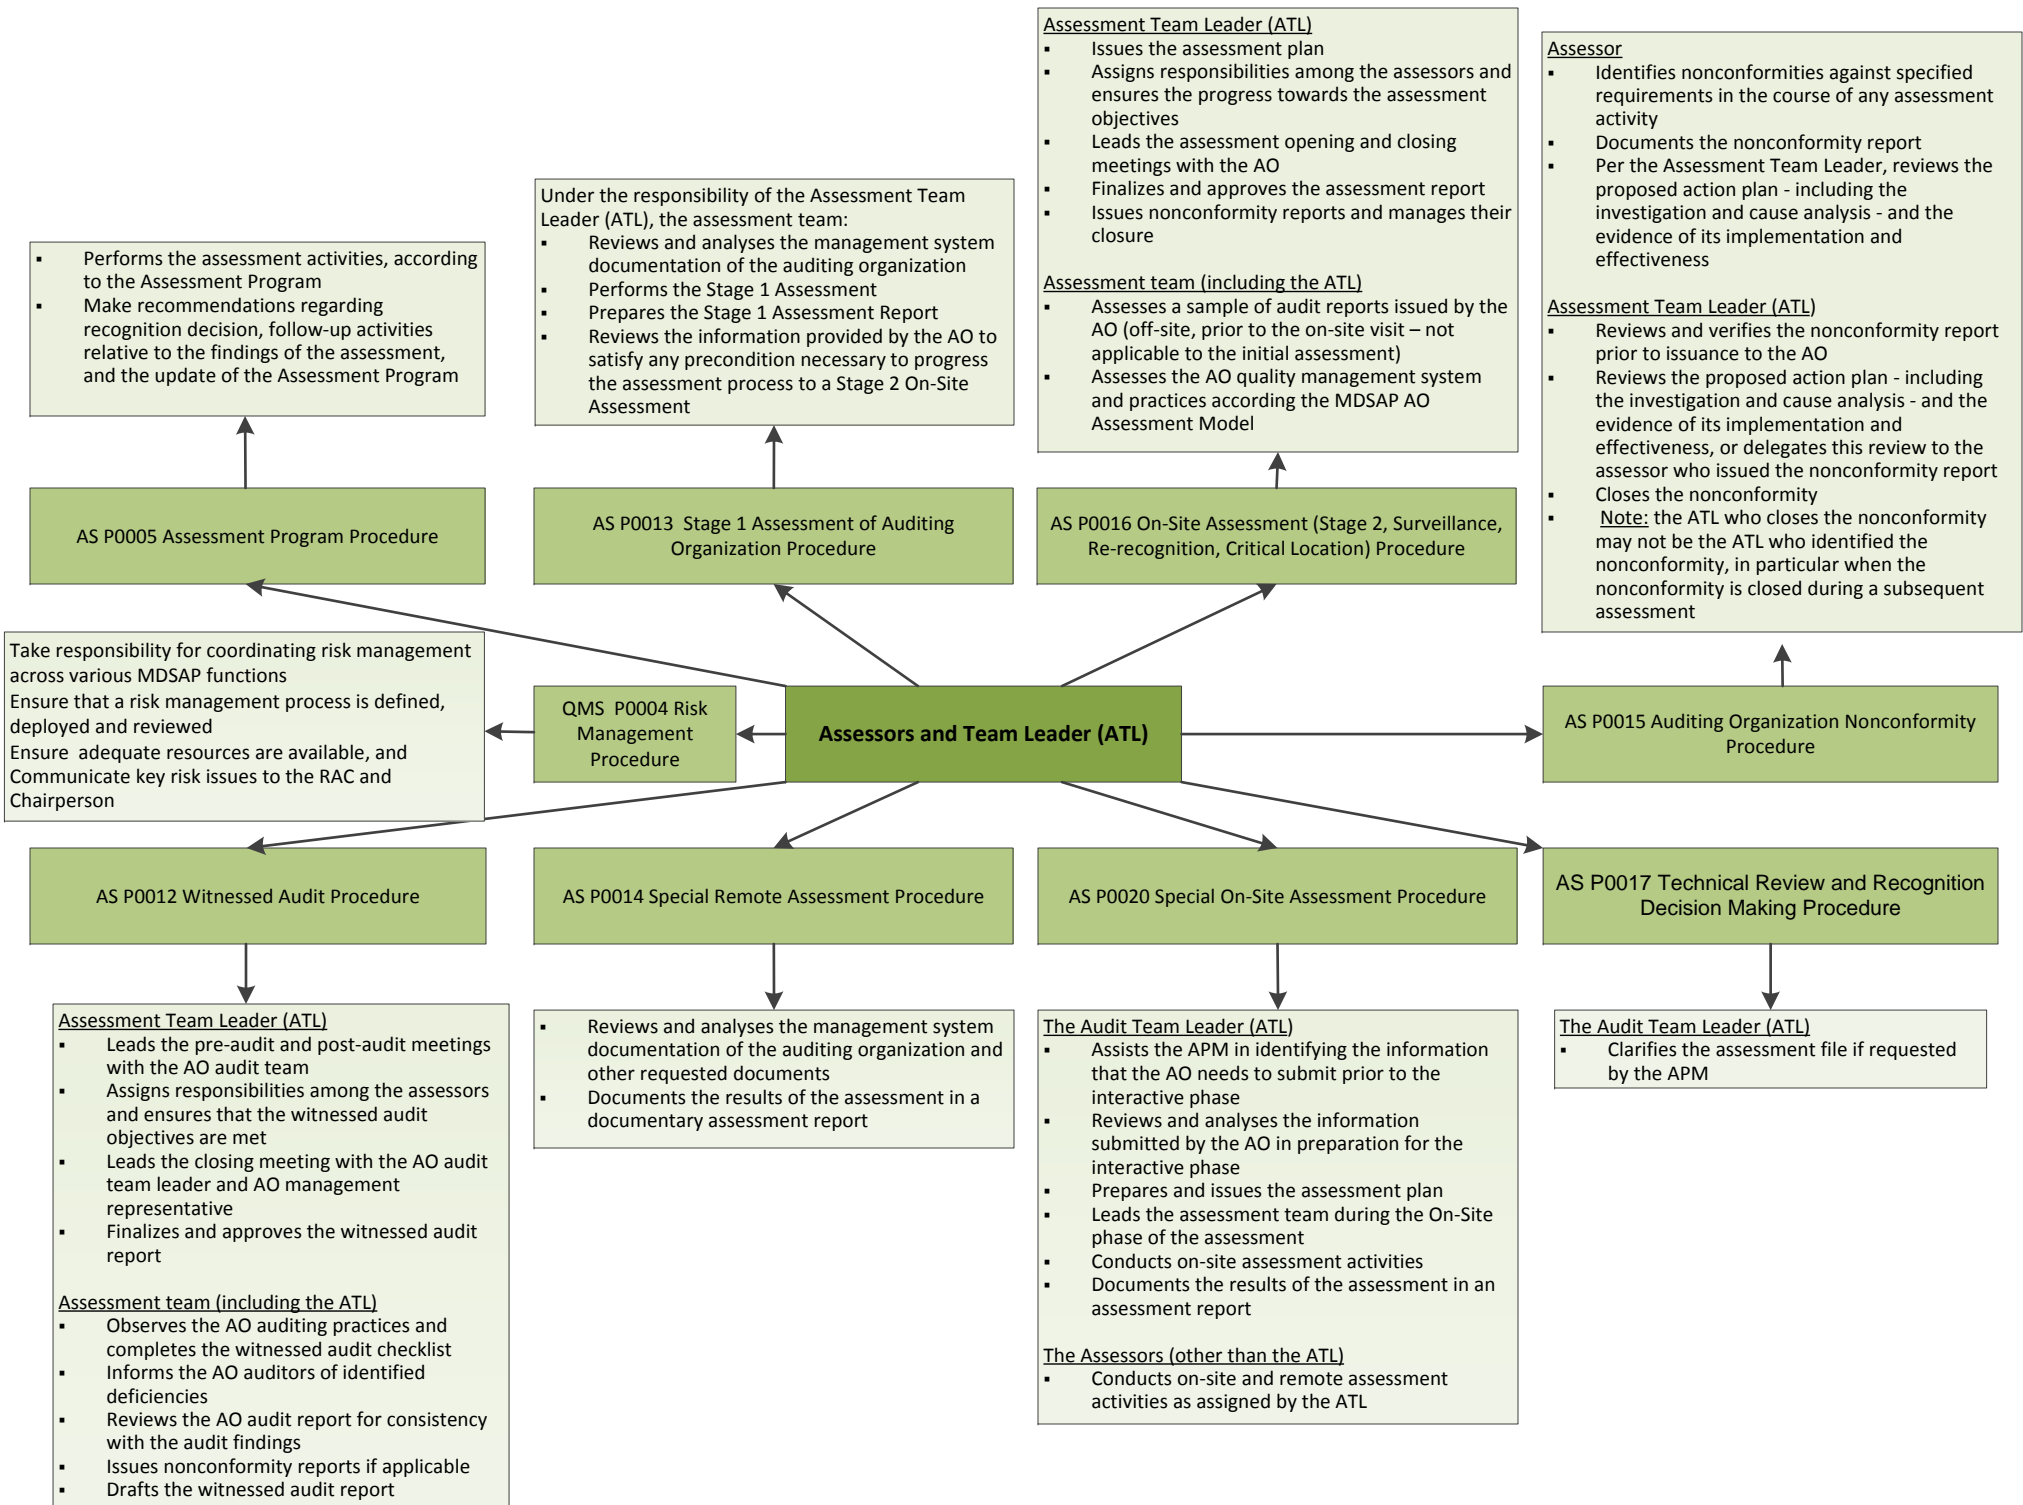 Assessment Team Leader (ATL)
▪ Issues the assessment plan
▪ Assigns responsibilities among the assessors and
ensures the progress towards the assessment
objectives
▪ Leads the assessment opening and closing
meetings with the AO
▪ Finalizes and approves the assessment report
▪ Issues nonconformity reports and manages their
closure
Assessment team (including the ATL)
▪ Assesses a sample of audit reports issued by the
AO (off-site, prior to the on-site visit – not
applicable to the initial assessment)
▪ Assesses the AO quality management system
and practices according the MDSAP AO
Assessment Model
Assessor
▪ Identifies nonconformities against specified
requirements in the course of any assessment
activity
▪ Documents the nonconformity report
▪ Per the Assessment Team Leader, reviews the
proposed action plan - including the
investigation and cause analysis - and the
evidence of its implementation and
effectiveness
Assessment Team Leader (ATL)
▪ Reviews and verifies the nonconformity report
prior to issuance to the AO
▪ Reviews the proposed action plan - including
the investigation and cause analysis - and the
evidence of its implementation and
effectiveness, or delegates this review to the
assessor who issued the nonconformity report
▪ Closes the nonconformity
▪ Note: the ATL who closes the nonconformity
may not be the ATL who identified the
nonconformity, in particular when the
nonconformity is closed during a subsequent
assessment
Under the responsibility of the Assessment Team
Leader (ATL), the assessment team:
▪ Reviews and analyses the management system
documentation of the auditing organization
▪ Performs the Stage 1 Assessment
▪ Prepares the Stage 1 Assessment Report
▪ Reviews the information provided by the AO to
satisfy any precondition necessary to progress
the assessment process to a Stage 2 On-Site
Assessment
▪ Performs the assessment activities, according
to the Assessment Program
▪ Make recommendations regarding
recognition decision, follow-up activities
relative to the findings of the assessment,
and the update of the Assessment Program
AS P0005 Assessment Program Procedure
AS P0013 Stage 1 Assessment of Auditing
Organization Procedure
AS P0016 On-Site Assessment (Stage 2, Surveillance,
Re-recognition, Critical Location) Procedure
Take responsibility for coordinating risk management
across various MDSAP functions
Ensure that a risk management process is defined,
deployed and reviewed
Ensure adequate resources are available, and
Communicate key risk issues to the RAC and
Chairperson
QMS P0004 Risk
Management
Procedure
Assessors and Team Leader (ATL)
AS P0015 Auditing Organization Nonconformity
Procedure
AS P0012 Witnessed Audit Procedure
AS P0014 Special Remote Assessment Procedure
AS P0020 Special On-Site Assessment Procedure
AS P0017 Technical Review and Recognition
Decision Making Procedure
Assessment Team Leader (ATL)
▪ Leads the pre-audit and post-audit meetings
with the AO audit team
▪ Assigns responsibilities among the assessors
and ensures that the witnessed audit
objectives are met
▪ Leads the closing meeting with the AO audit
team leader and AO management
representative
▪ Finalizes and approves the witnessed audit
report
Assessment team (including the ATL)
▪ Observes the AO auditing practices and
completes the witnessed audit checklist
▪ Informs the AO auditors of identified
deficiencies
▪ Reviews the AO audit report for consistency
with the audit findings
▪ Issues nonconformity reports if applicable
▪ Drafts the witnessed audit report
▪ Reviews and analyses the management system
documentation of the auditing organization and
other requested documents
▪ Documents the results of the assessment in a
documentary assessment report
The Audit Team Leader (ATL)
▪ Assists the APM in identifying the information
that the AO needs to submit prior to the
interactive phase
▪ Reviews and analyses the information
submitted by the AO in preparation for the
interactive phase
▪ Prepares and issues the assessment plan
▪ Leads the assessment team during the On-Site
phase of the assessment
▪ Conducts on-site assessment activities
▪ Documents the results of the assessment in an
assessment report
The Assessors (other than the ATL)
▪ Conducts on-site and remote assessment
activities as assigned by the ATL
The Audit Team Leader (ATL)
▪ Clarifies the assessment file if requested
by the APM